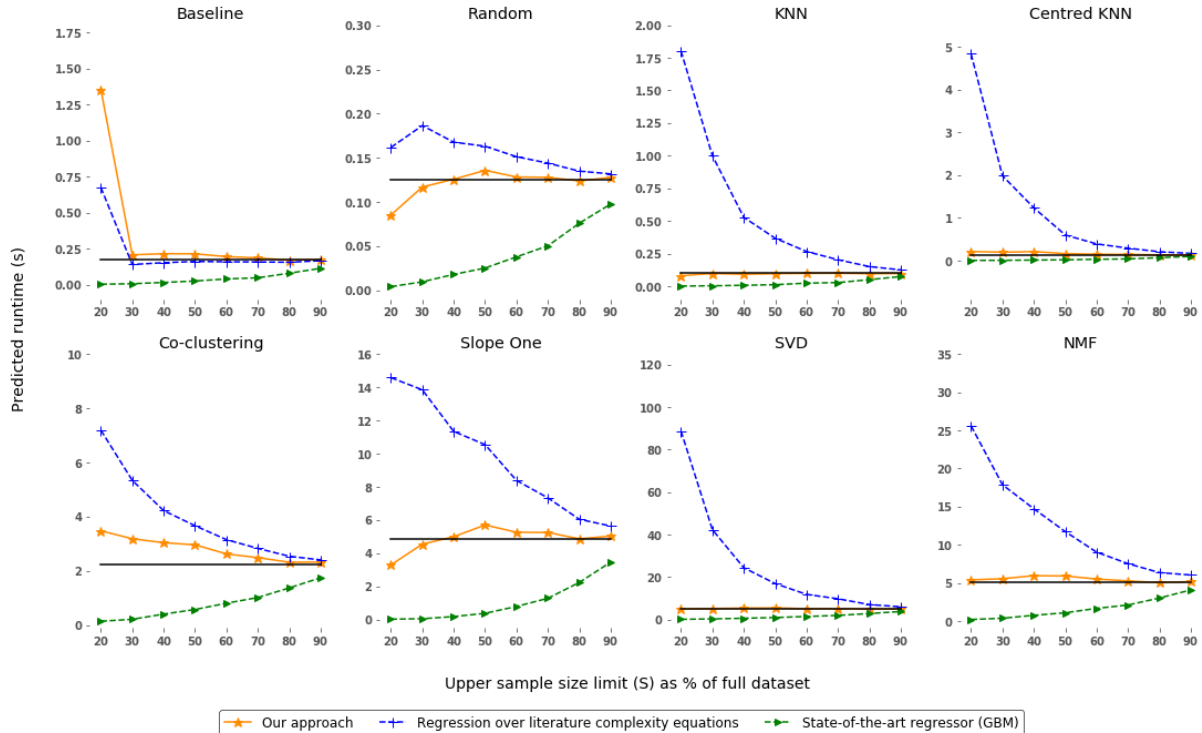 Baseline Random KNN Centred KNN
1.75 0.30 2.00 5
1.50 0.25 1.75 4
1.25 0.20 1.50 3
1.00 0.15 1.25 2
0.75 0.10 1.00 1
0.50 0.05 0.75 0
0.25 0.00 0.50
0.00 0.25
0.00
20 30 40 50 60 70 80 90 20 30 40 50 60 70 80 90 20 30 40 50 60 70 80 90 20 30 40 50 60 70 80 90
Predicted runtime (s)
Co-clustering Slope One SVD NMF
10 16 120 35
8 14 100 30
6 12 80 25
4 10 60 20
2 8 40 15
0 6 20 10
4 0 5
2 0
0
20 30 40 50 60 70 80 90 20 30 40 50 60 70 80 90 20 30 40 50 60 70 80 90 20 30 40 50 60 70 80 90
Upper sample size limit (S) as % of full dataset
Our approach Regression over literature complexity equations State-of-the-art regressor (GBM)